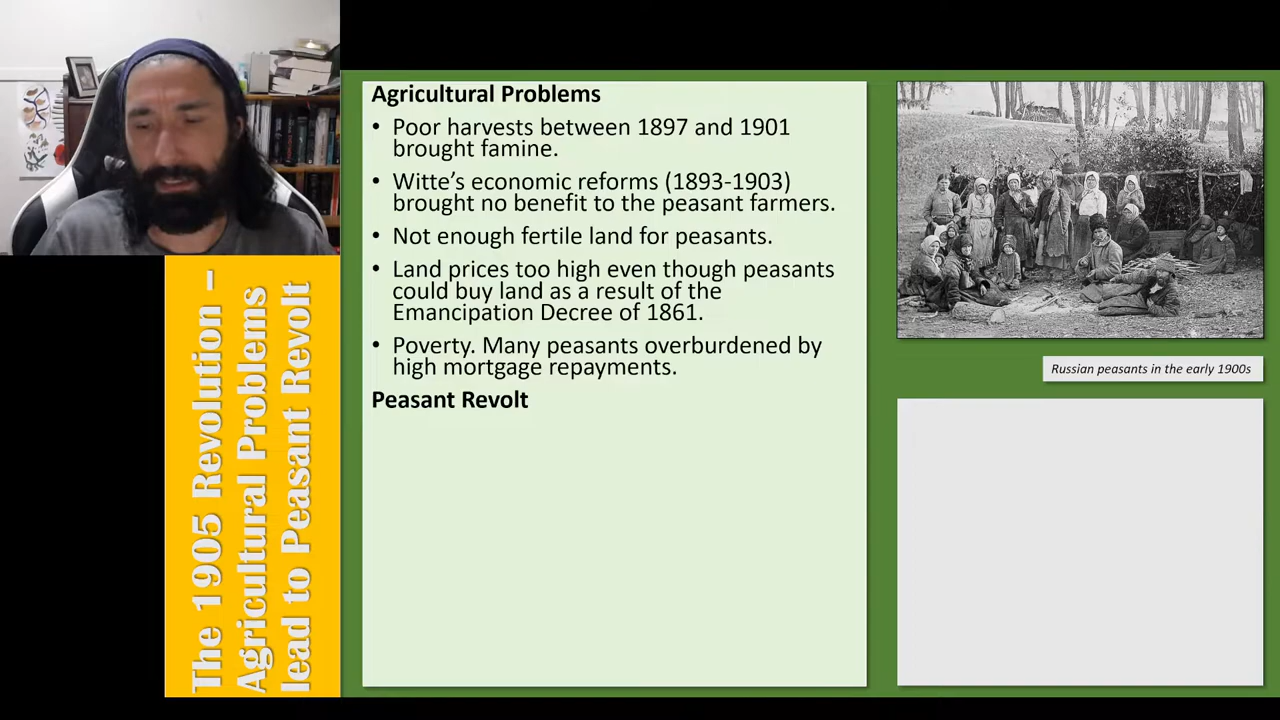 The 1905 Revolution –
Agricultural Problems
lead to Peasant Revolt
Agricultural Problems
• Poor harvests between 1897 and 1901
brought famine.
• Witte’s economic reforms (1893-1903)
brought no benefit to the peasant farmers.
• Not enough fertile land for peasants.
• Land prices too high even though peasants
could buy land as a result of the
Emancipation Decree of 1861.
• Poverty. Many peasants overburdened by
high mortgage repayments.
Peasant Revolt
Russian peasants in the early 1900s